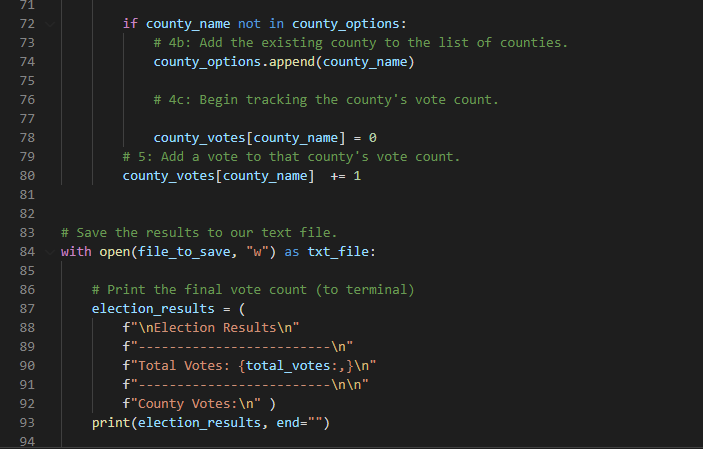 71
72 if county_name not in county_options:
73 # 4b: Add the existing county to the list of counties.
74 county_options.append(county_name)
75
76 # 4c: Begin tracking the county's vote count.
77
78 county_votes[county_name] = 0
79 # 5: Add a vote to that county's vote count.
80 county_votes[county_name]  += 1
81
82
83 # Save the results to our text file.
84 with open(file_to_save, "w") as txt_file:
85
86 # Print the final vote count (to terminal)
87 election_results = (
88 f"\nElection Results\n"
89 f"-------------------------\n"
90 f"Total Votes: {total_votes:,}\n"
91 f"-------------------------\n\n"
92 f"County Votes:\n" )
93 print(election_results, end="")
94